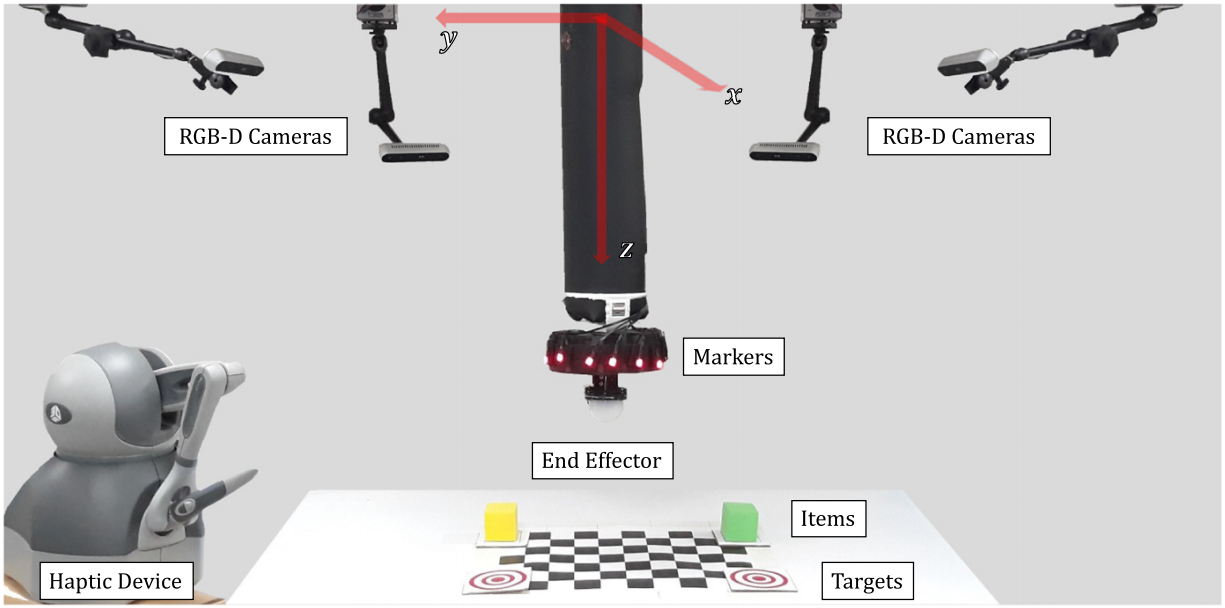 y
x
RGB-D Cameras
RGB-D Cameras
z
Markers
End Effector
Items
Haptic Device
Targets